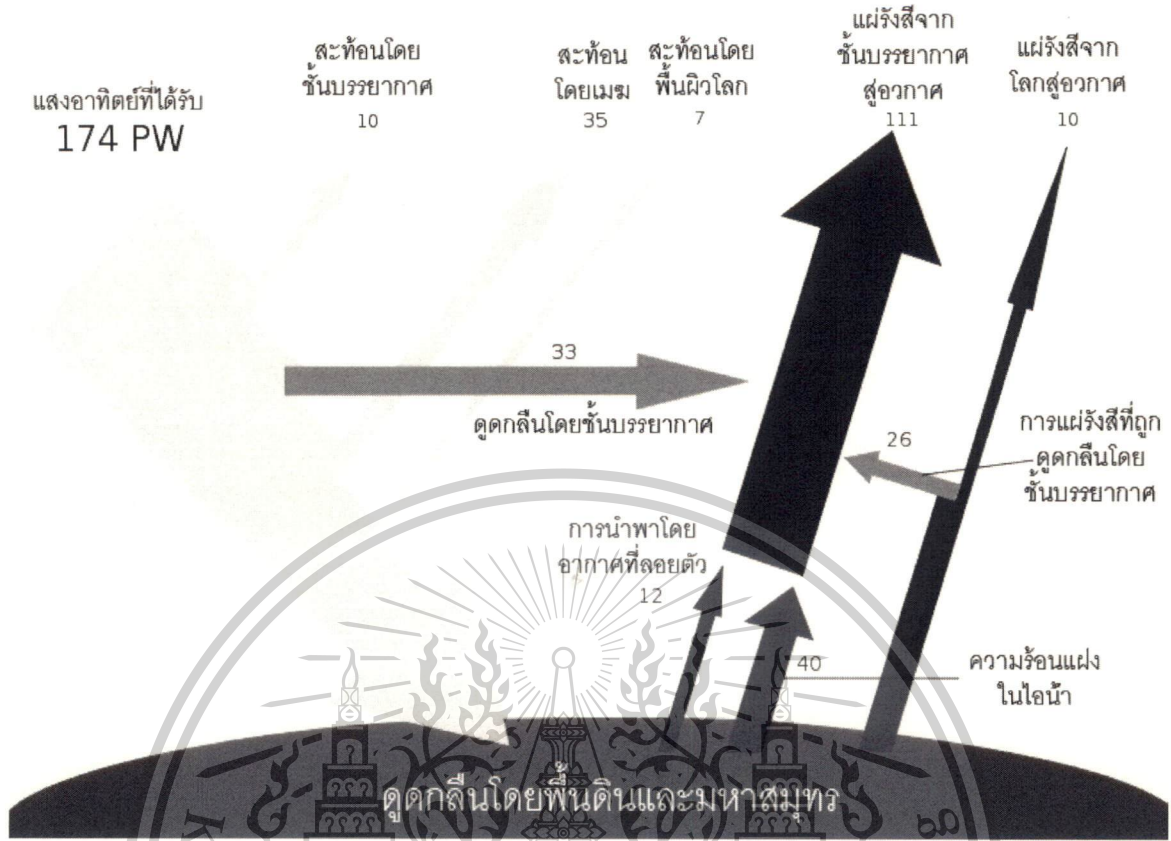 แสงอาทิตย์ที่ได้รับ
174 PW
สะท้อนโดย
ชั้นบรรยากาศ
10
สะท้อน
โดยเมฆ
35
สะท้อนโดย
พื้นผิวโลก
7
แผ่รังสีจาก
ชั้นบรรยากาศ
สู่อวกาศ
111
แผ่รังสีจาก
โลกสู่อวกาศ
10
33
ดูดกลืนโดยชั้นบรรยากาศ
26
การแผ่รังสีที่ถูก
ดูดกลืนโดย
ชั้นบรรยากาศ
การนำพาโดย
อากาศที่ลอยตัว
12
40
ความร้อนแฝง
ในไอน้ำ
ดูดกลืนโดยพื้นดินและมหาสมุทร